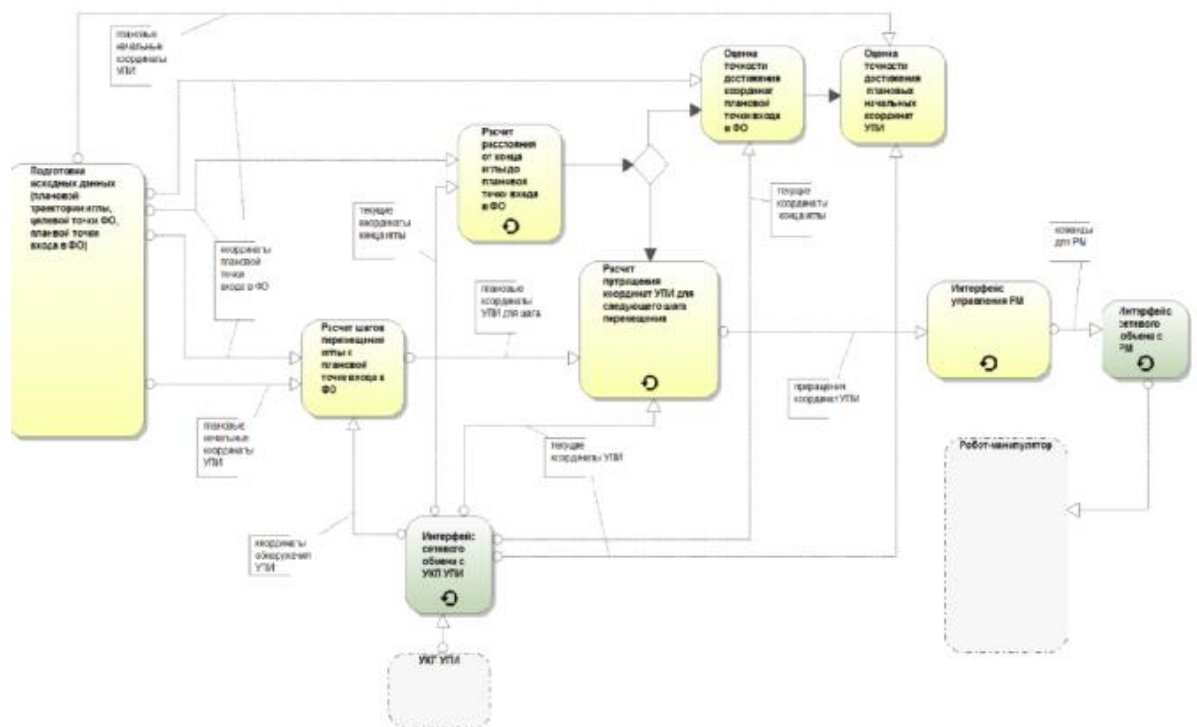 плановые
начальные
координаты
УПИ
Оценка
точности
достижения
координат
плановой
точки входа
в ФО
Оценка
точности
достижения
плановых
начальных
координат
УПИ
Расчет
расстояния
от конца
иглы до
плановой
точки входа
в ФО
Подготовка
исходных данных
(плановой
траектории иглы,
целевой точки ФО,
планвой точки
входа в ФО)
текущие
координаты
конца иглы
текущие
координаты
конца иглы
координаты
плановой
точки
входа в ФО
команды
для РМ
Расчет
пртращения
координат УПИ для
следующего шага
перемещения
плановые
координаты
УПИ для шага
Интерфейс
управления РМ
Интерфейс
сетевого
обмена с
РМ
Расчет шагов
перемещения
иглы к
плановой
точке входа в
ФО
приращения
координат УПИ
плановые
начальные
координаты
УПИ
текущие
координаты УПИ
Робот-манипулятор
координаты
обнаружения
УПИ
Интерфейс
сетевого
обмена с
УКП УПИ
УКП УПИ